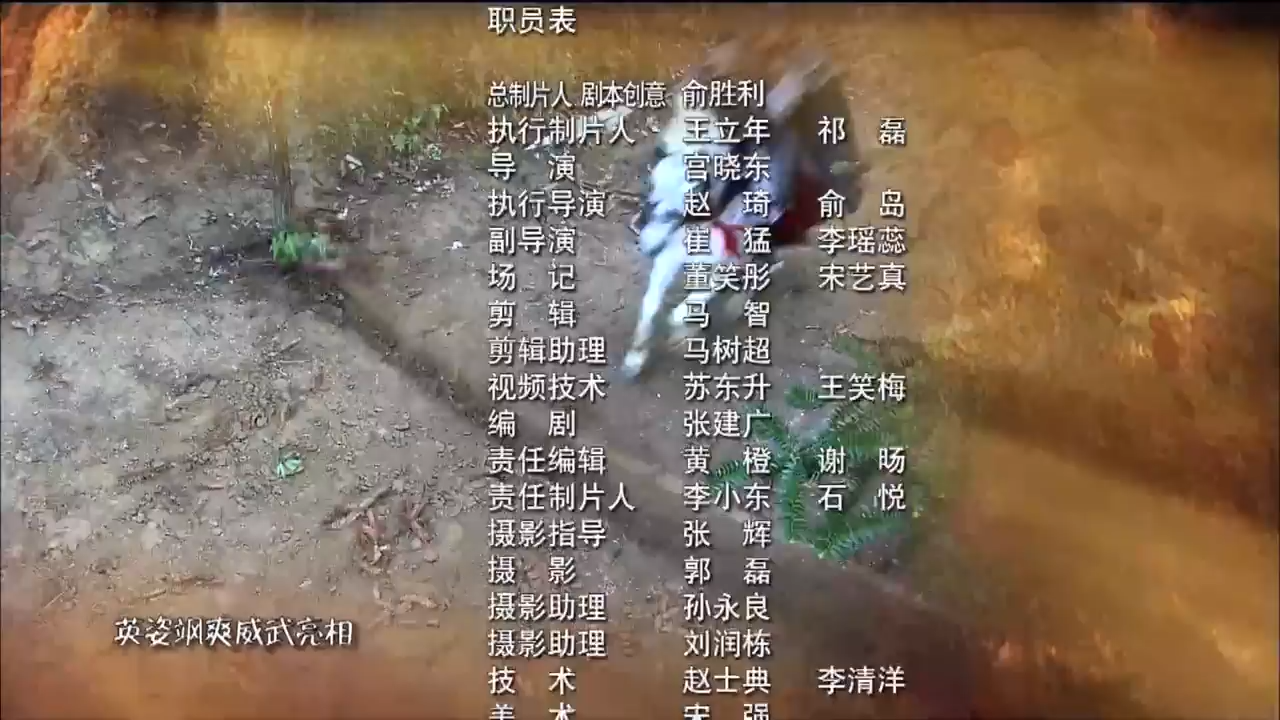 职员表
总制片人 剧本创意 俞胜利
执行制片人 王立年 祁 磊
导 演 宫晓东
执行导演 赵 琦 俞 岛
副导演 崔 猛 李瑶蕊
场 记 董笑彤 宋艺真
剪 辑 马 智
剪辑助理 马树超
视频技术 苏东升 王笑梅
编 剧 张建广
责任编辑 黄 橙 谢 旸
责任制片人 李小东 石 悦
摄影指导 张 辉
摄 影 郭 磊
摄影助理 孙永良
英姿飒爽威武亮相
摄影助理 刘润栋
技 术 赵士典 李清洋
美 术 宋 强